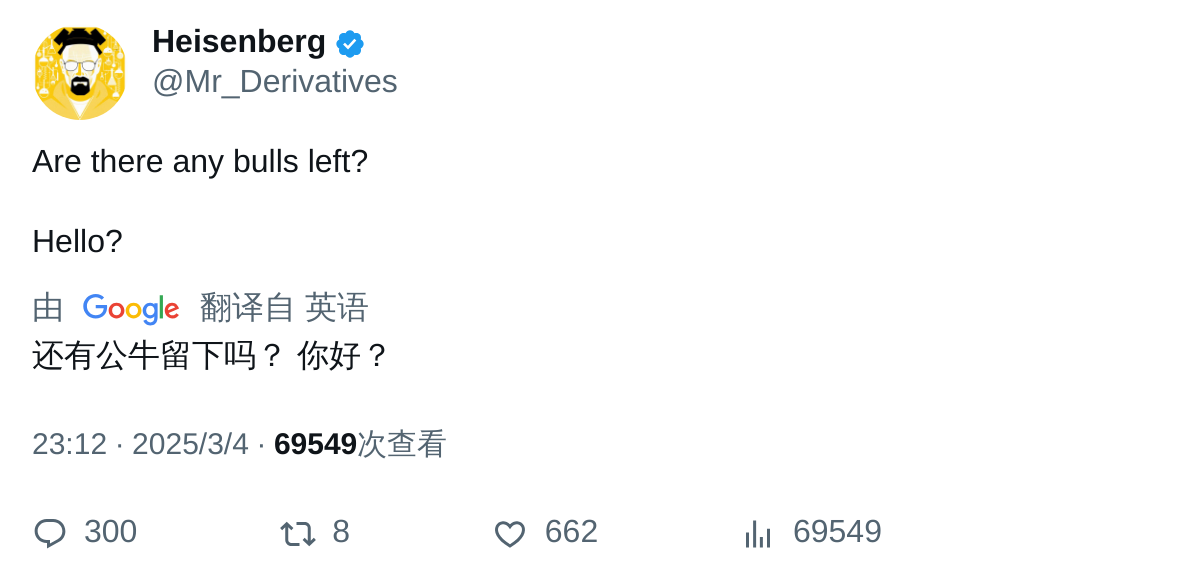 Heisenberg
@Mr_Derivatives
Are there any bulls left?
Hello?
由 Google 翻译自 英语
还有公牛留下吗？ 你好？
23:12 · 2025/3/4 · 69549次查看
300 8 662 69549